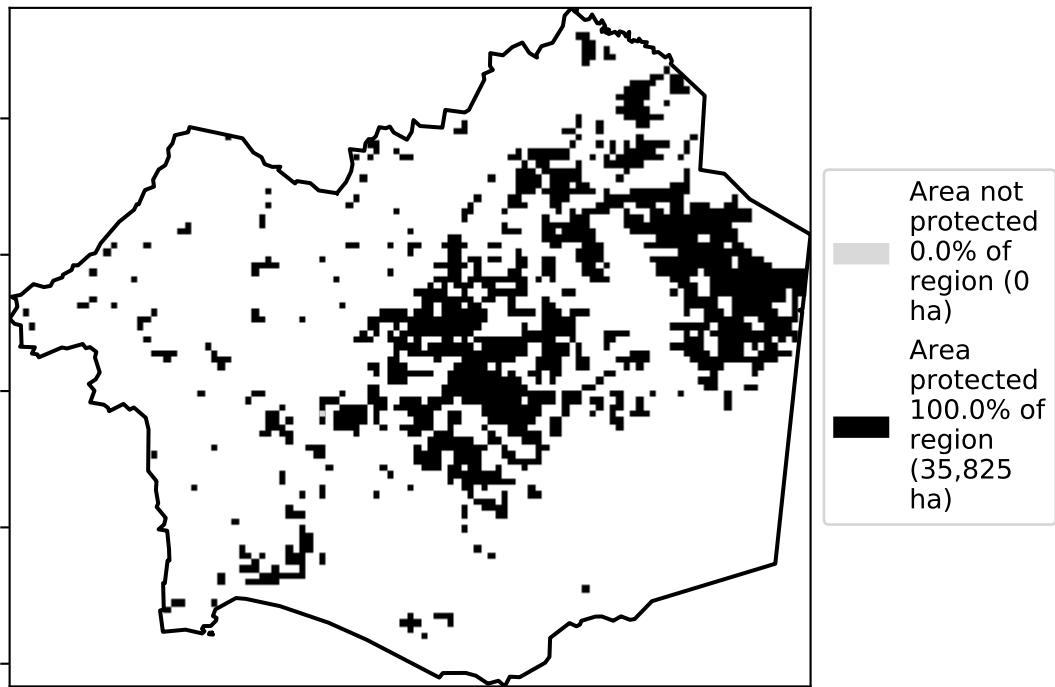 Area not
protected
0.0% of
region (0
ha)
Area
protected
100.0% of
region
(35,825
ha)